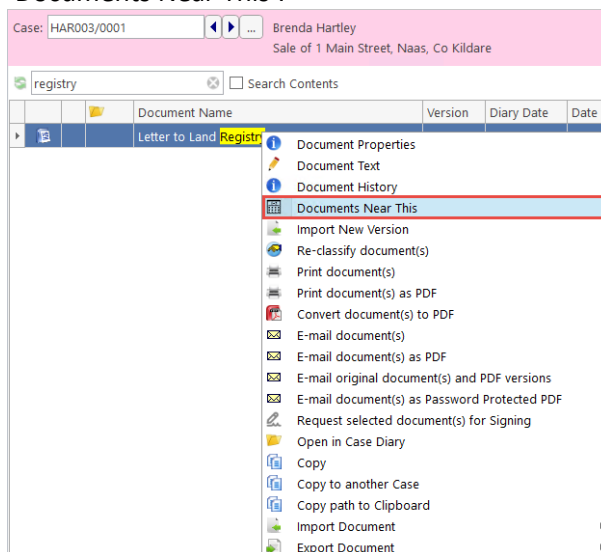 Documents Near This .
Case: HAR003/0001 ... Brenda Hartley
Sale of 1 Main Street, Naas, Co Kildare
registry Search Contents
Document Name Version Diary Date Date
Letter to Land Registry
Document Properties
Document Text
Document History
Documents Near This
Import New Version
Re-classify document(s)
Print document(s)
Print document(s) as PDF
Convert document(s) to PDF
E-mail document(s)
E-mail document(s) as PDF
E-mail original document(s) and PDF versions
E-mail document(s) as Password Protected PDF
Request selected document(s) for Signing
Open in Case Diary
Copy
Copy to another Case
Copy path to Clipboard
Import Document
Export Document